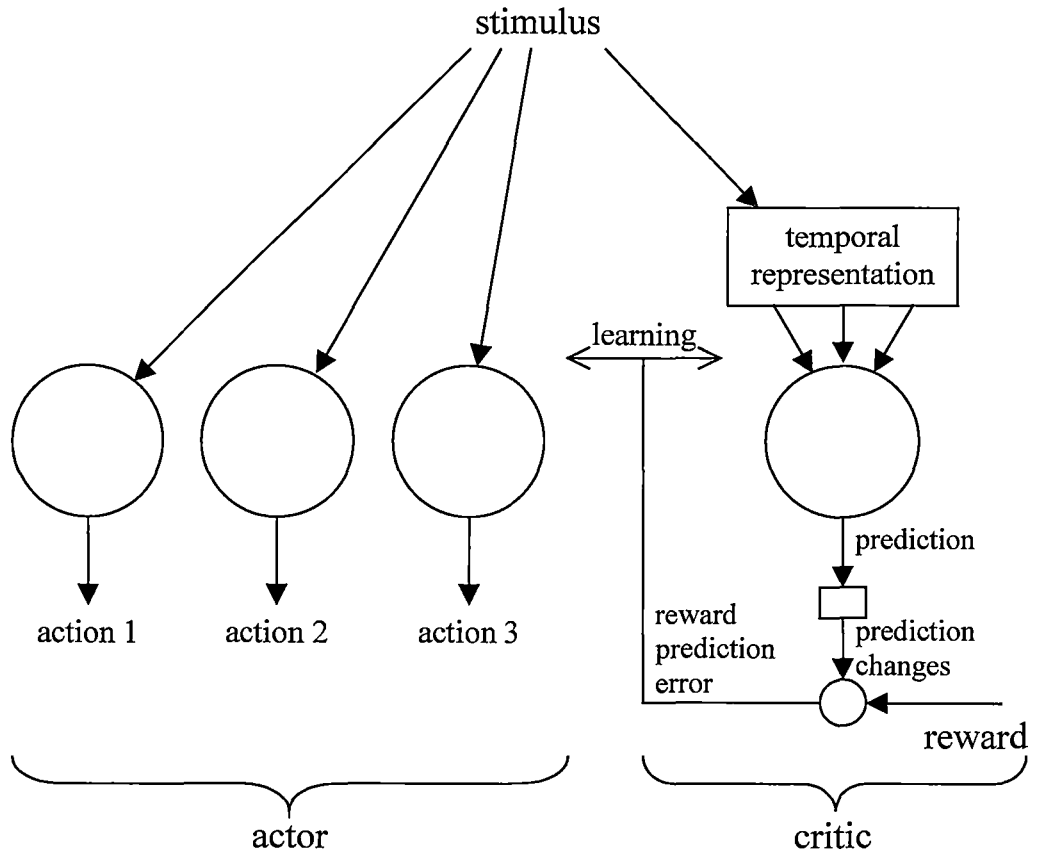 stimulus
temporal
representation
learning
prediction
action 1
action 2
action 3
reward
prediction
error
prediction
changes
reward
actor
critic